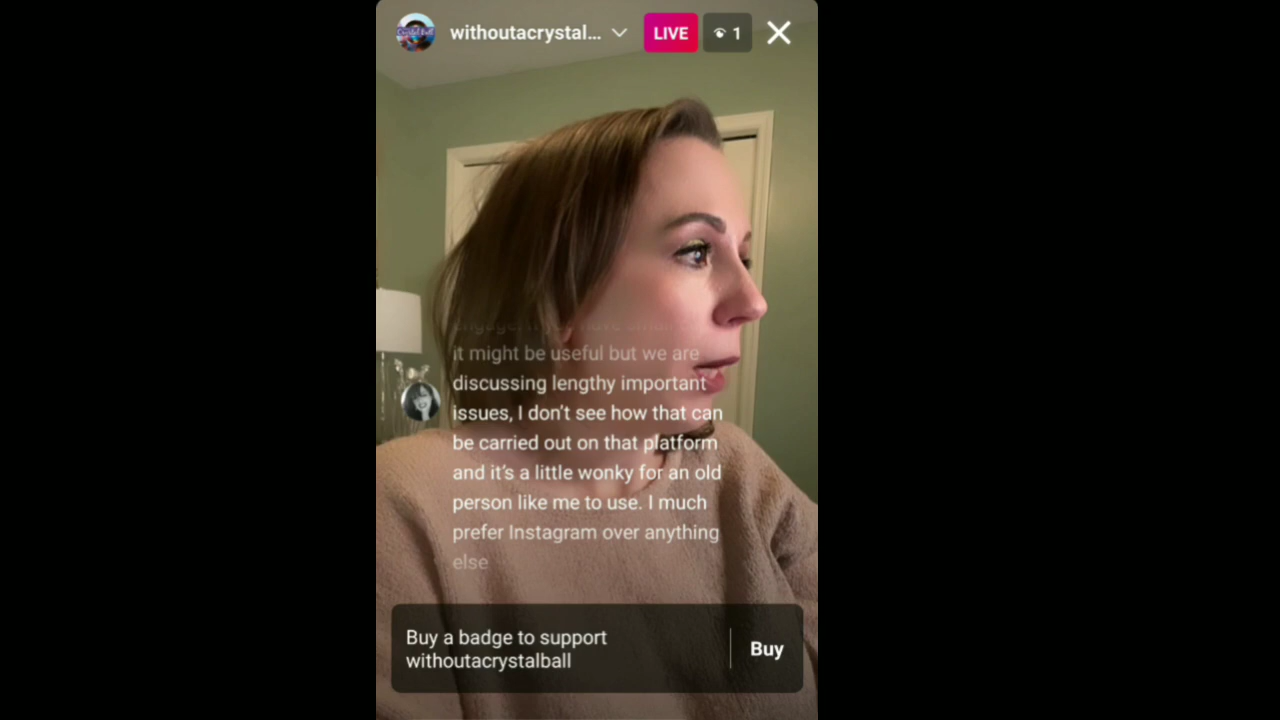 withoutacrystal...
LIVE
1
it might be useful but we are
discussing lengthy important
issues, I don't see how that can
be carried out on that platform
and it's a little wonky for an old
person like me to use. I much
prefer Instagram over anything
else
Buy a badge to support
withoutacrystalball
Buy